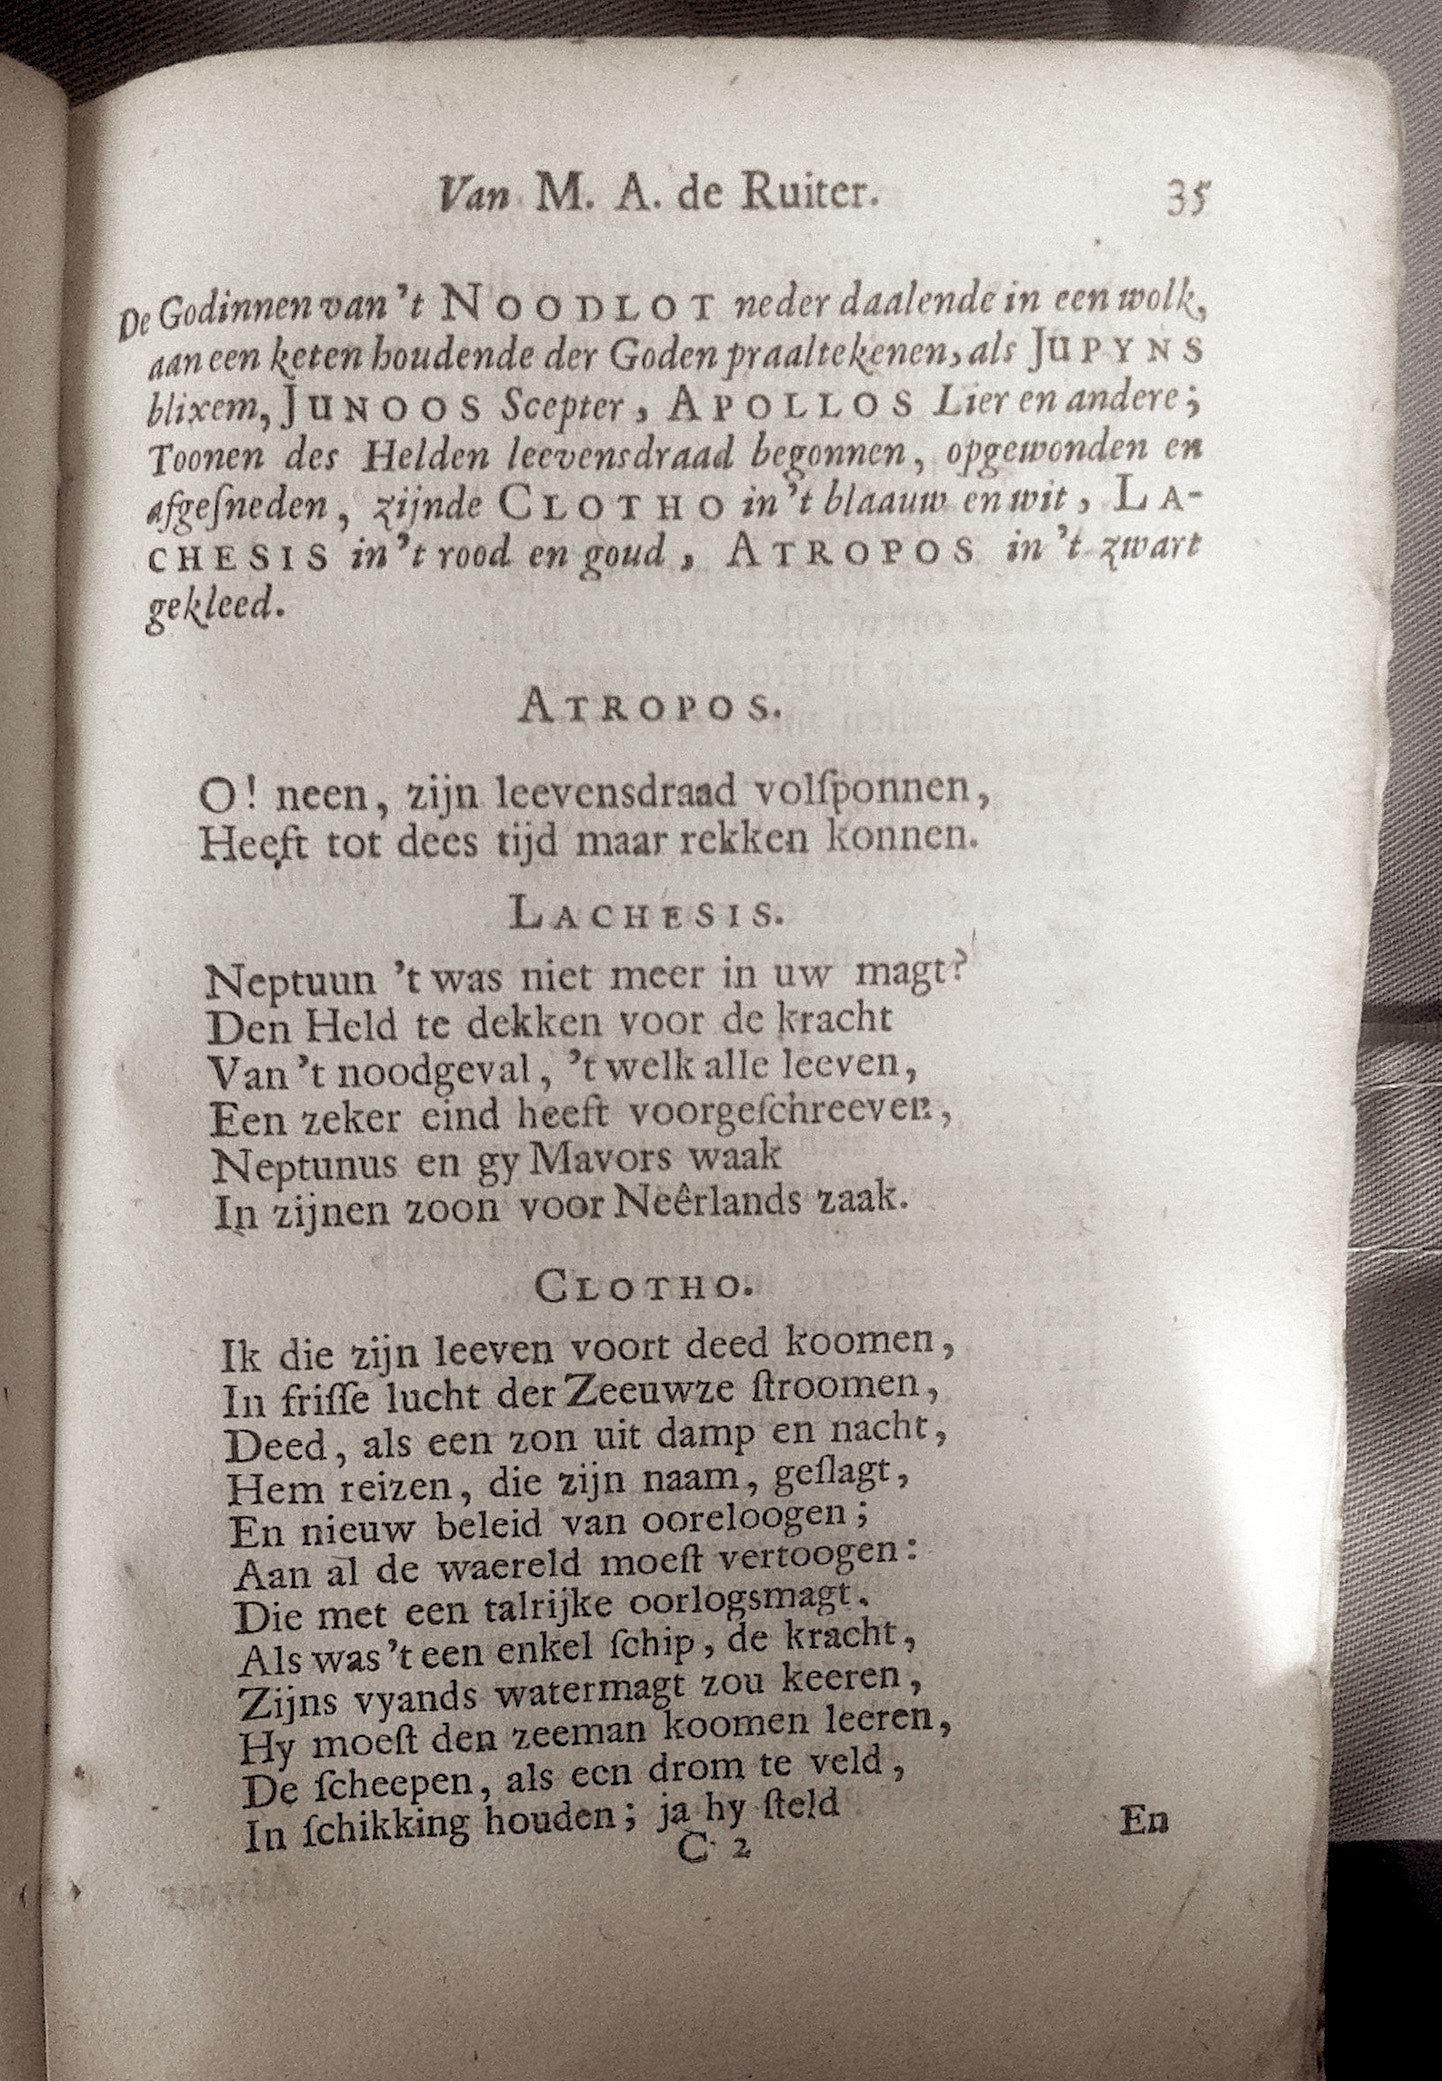 Van M. A. de Ruiter. 35
De Godinnen van 't NOODLOT neder daalende in een wolk,
aan een keten houdende der Goden praaltekenen, als JUPYNS
blixem, JUNOOS Scepter, APOLLOS Lier en andere;
Toonen des Helden leevensdraad begonnen, opgewonden en
afgeſneden, zijnde CLOTHO in 't blaauw en wit, LA-
CHESIS in 't rood en goud, ATROPOS in 't zwart
gekleed.
ATROPOS.
O! neen, zijn leevensdraad volſponnen,
Heeft tot dees tijd maar rekken konnen.
LACHESIS.
Neptuun 't was niet meer in uw magt?
Den Held te dekken voor de kracht
Van 't noodgeval, 't welk alle leeven,
Een zeker eind heeft voorgeſchreeven,
Neptunus en gy Mavors waak
In zijnen zoon voor Neêrlands zaak.
CLOTHO.
Ik die zijn leeven voort deed koomen,
In friſſe lucht der Zeeuwze ſtroomen,
Deed, als een zon uit damp en nacht,
Hem reizen, die zijn naam, geſlagt,
En nieuw beleid van ooreloogen;
Aan al de waereld moeſt vertoogen:
Die met een talrijke oorlogsmagt.
Als was 't een enkel ſchip, de kracht,
Zijns vyands watermagt zou keeren,
Hy moeſt den zeeman koomen leeren,
De ſcheepen, als een drom te veld,
In ſchikking houden; ja hy ſteld
C 2 En